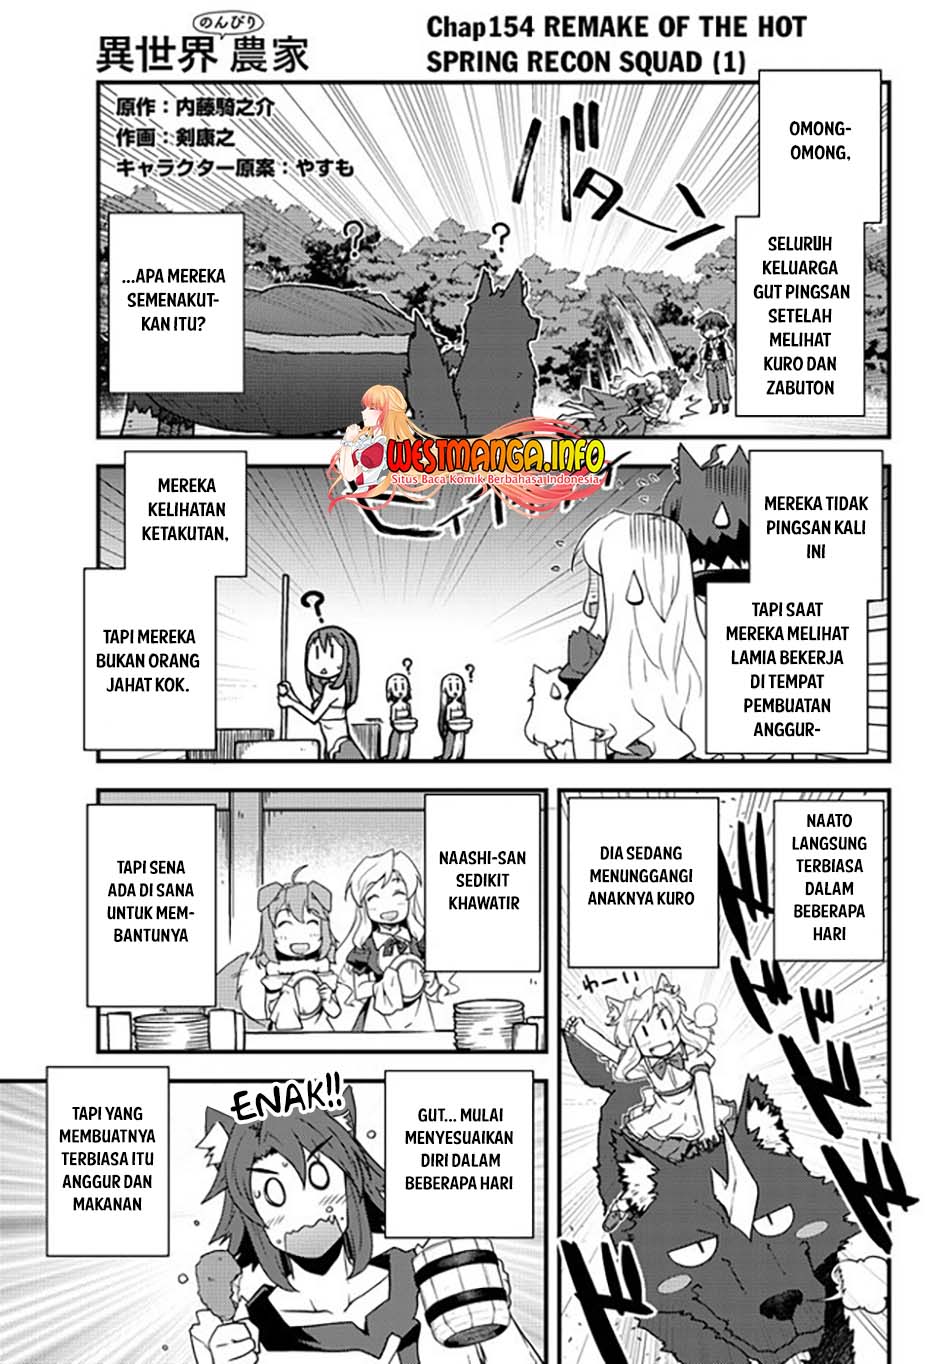 のんびり
異世界 農家
Chap154 REMAKE OF THE HOT
SPRING RECON SQUAD (1)
原作：内藤騎之介
作画：剣康之
キャラクター原案：やすも
OMONG-
OMONG,
SELURUH
KELUARGA
GUT PINGSAN
SETELAH
MELIHAT
KURO DAN
ZABUTON
バターン
?
?
...APA MEREKA
SEMENAKUT-
KAN ITU?
WESTMANGA.INFO
Situs Baca Komik Berbahasa Indonesia
MEREKA TIDAK
PINGSAN KALI
INI
TAPI SAAT
MEREKA MELIHAT
LAMIA BEKERJA
DI TEMPAT
PEMBUATAN
ANGGUR-
?
?
?
MEREKA
KELIHATAN
KETAKUTAN,
TAPI MEREKA
BUKAN ORANG
JAHAT KOK.
NAATO
LANGSUNG
TERBIASA
DALAM
BEBERAPA
HARI
DIA SEDANG
MENUNGGANGI
ANAKNYA KURO
わーい
NAASHI-SAN
SEDIKIT
KHAWATIR
TAPI SENA
ADA DI SANA
UNTUK MEM-
BANTUNYA
GUT... MULAI
MENYESUAIKAN
DIRI DALAM
BEBERAPA HARI
ENAK!!
TAPI YANG
MEMBUATNYA
TERBIASA ITU
ANGGUR DAN
MAKANAN